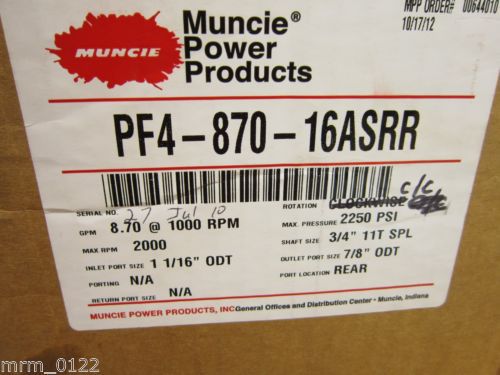 MUNCIE
Muncie®
Power
Products
MPP ORDER# 00644010
10/17/12
PF4-870-16ASRR
SERIAL NO. 27 Jul 10
GPM 8.70 @ 1000 RPM
MAX RPM 2000
INLET PORT SIZE 1 1/16" ODT
PORTING N/A
RETURN PORT SIZE N/A
ROTATION CLOCKWISE C/C
MAX. PRESSURE 2250 PSI
SHAFT SIZE 3/4" 11T SPL
OUTLET PORT SIZE 7/8" ODT
PORT LOCATION REAR
MUNCIE POWER PRODUCTS, INC General Offices and Distribution Center • Muncie, Indiana
mrm_0122